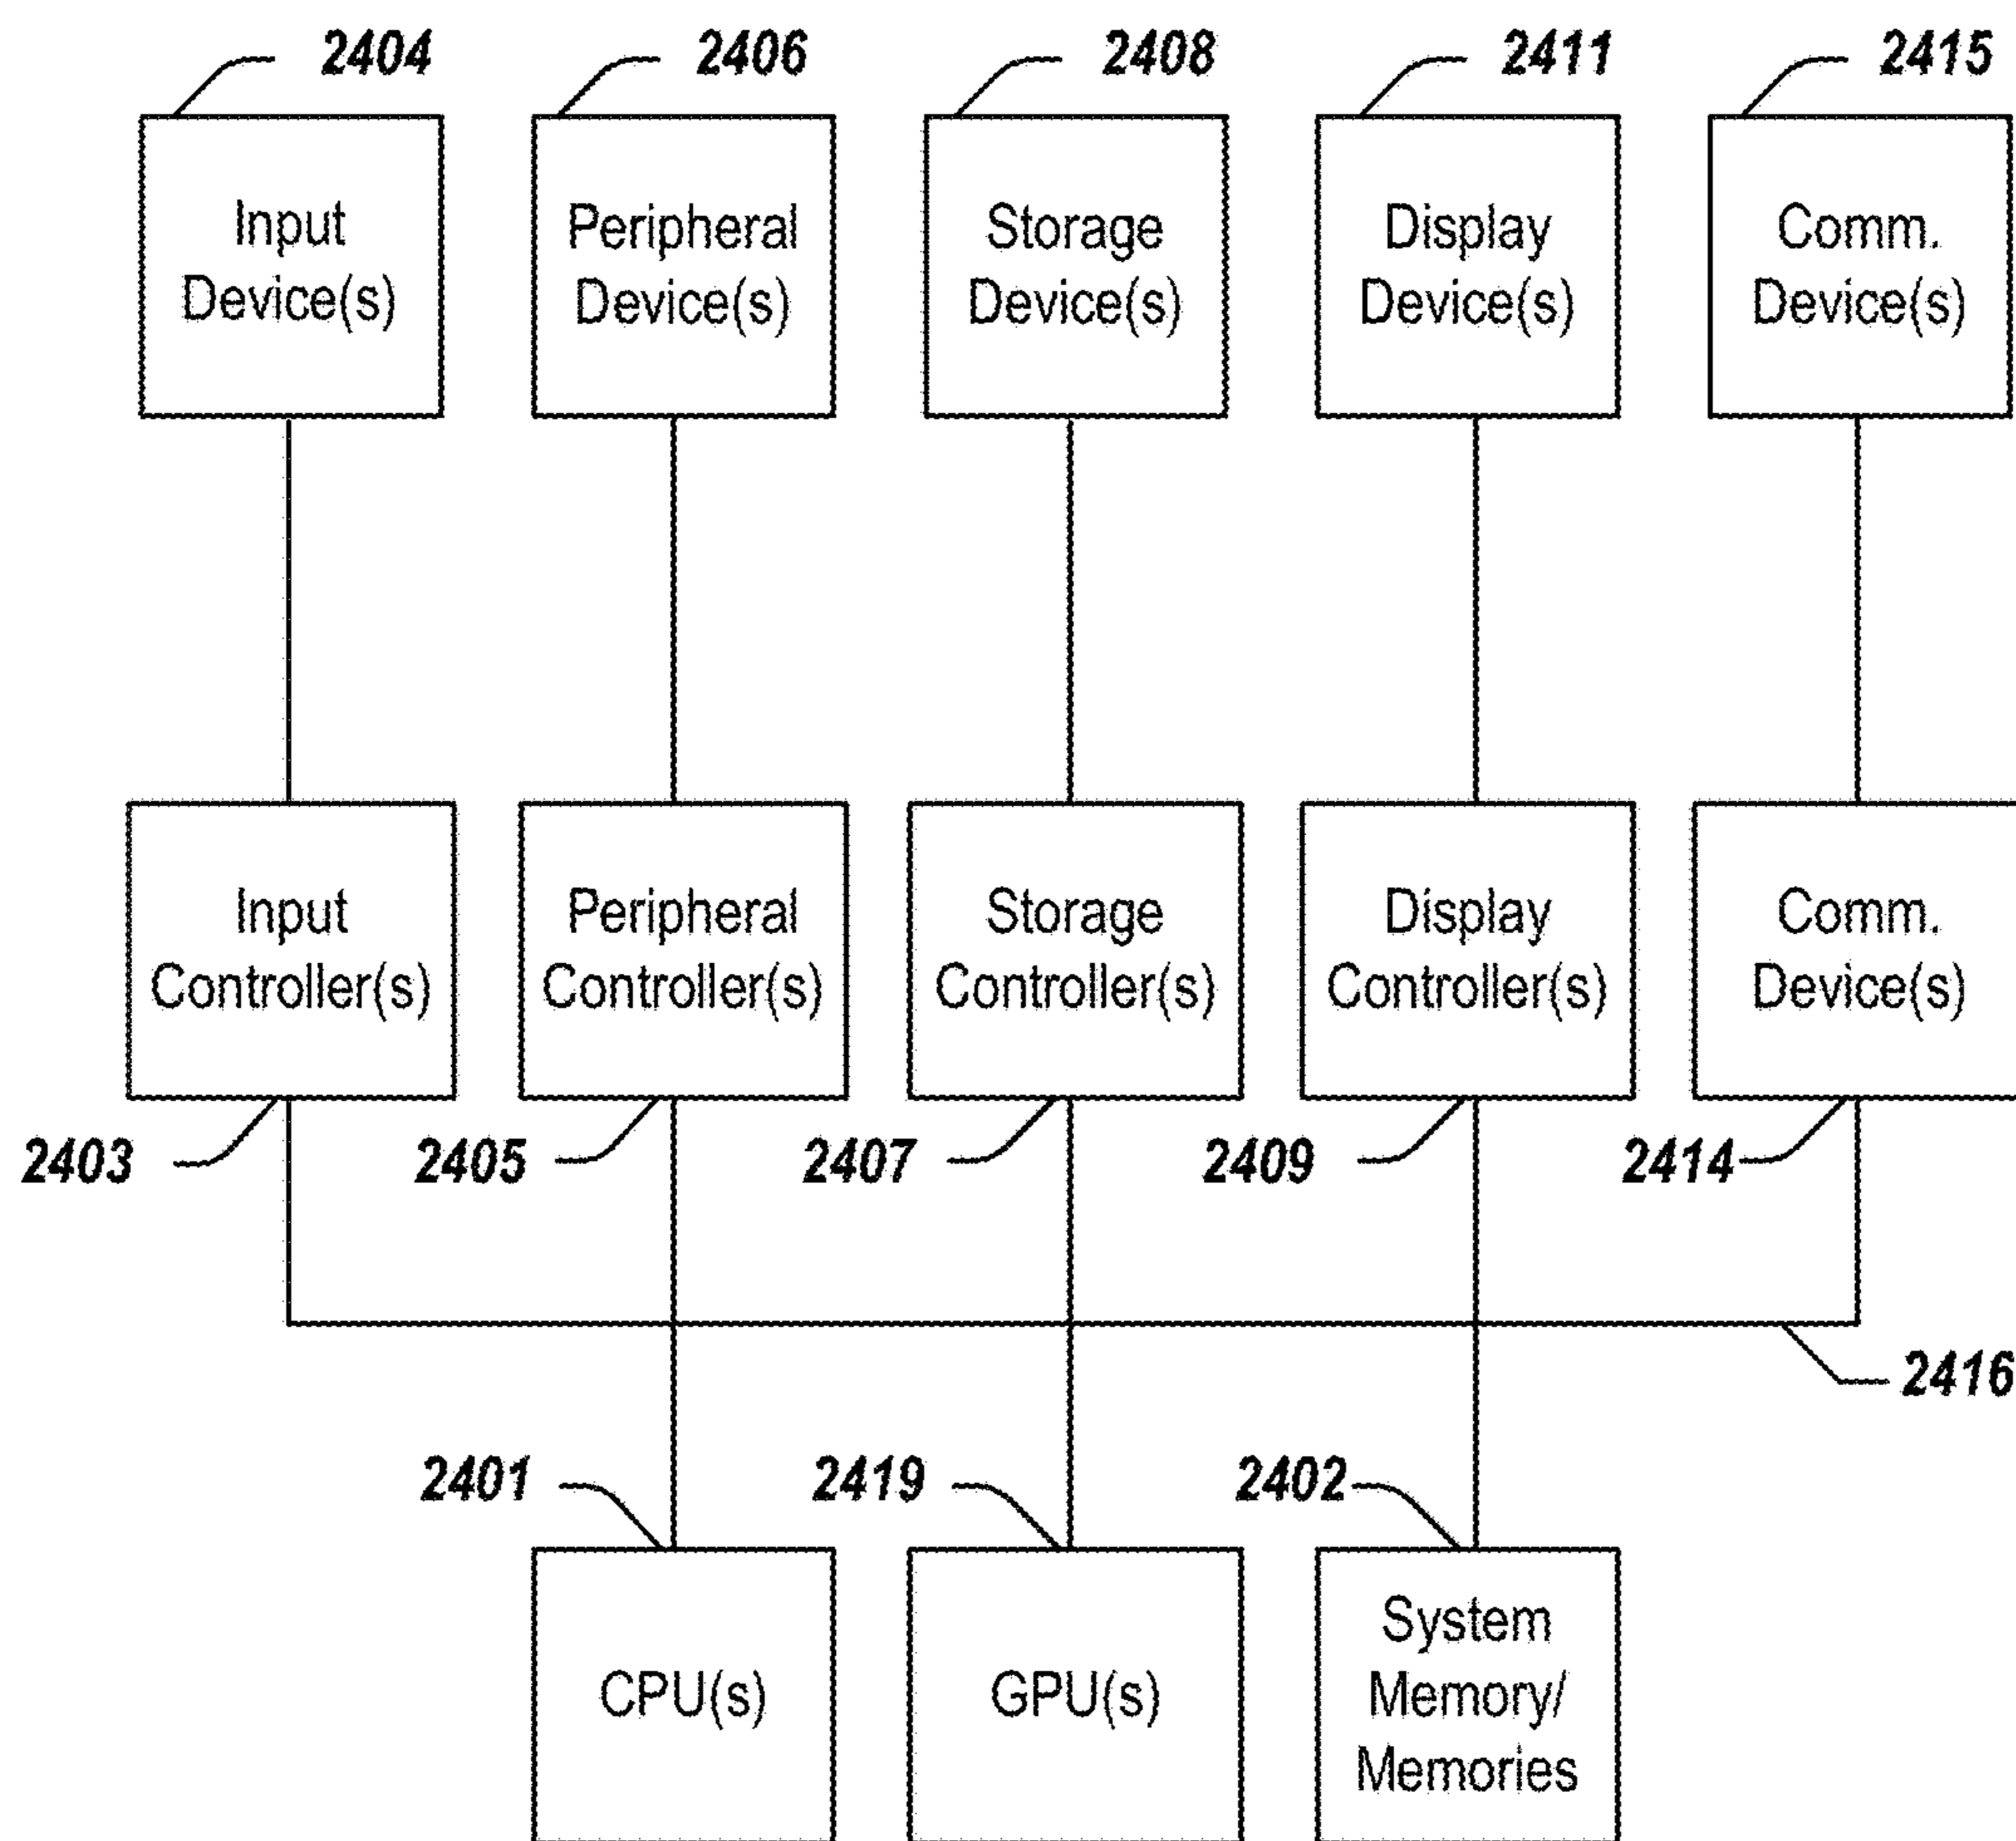 2404
2406
2408
2411
2415
Input
Device(s)
Peripheral
Device(s)
Storage
Device(s)
Display
Device(s)
Comm.
Device(s)
Input
Controller(s)
Peripheral
Controller(s)
Storage
Controller(s)
Display
Controller(s)
Comm.
Device(s)
2403
2405
2407
2409
2414
2416
2401
2419
2402
CPU(s)
GPU(s)
System
Memory/
Memories